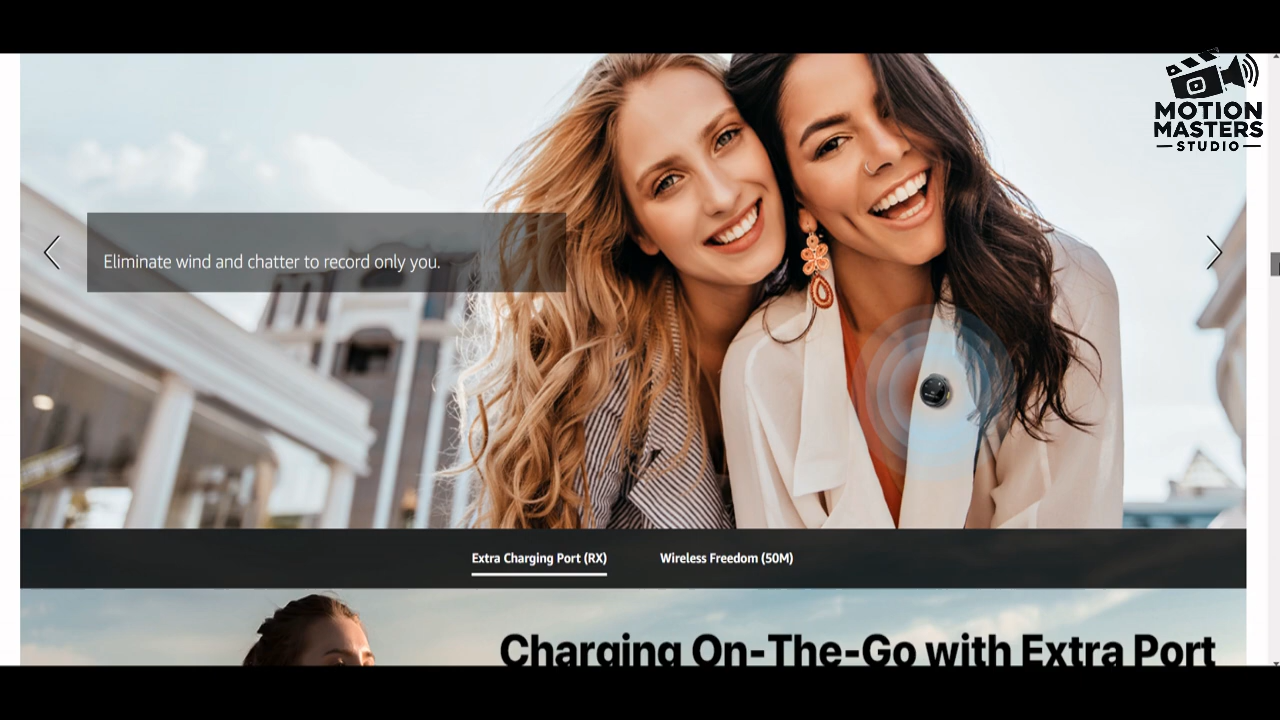 MOTION
MASTERS
STUDIO
Eliminate wind and chatter to record only you.
Extra Charging Port (RX)
Wireless Freedom (50M)
Charging On-The-Go with Extra Port